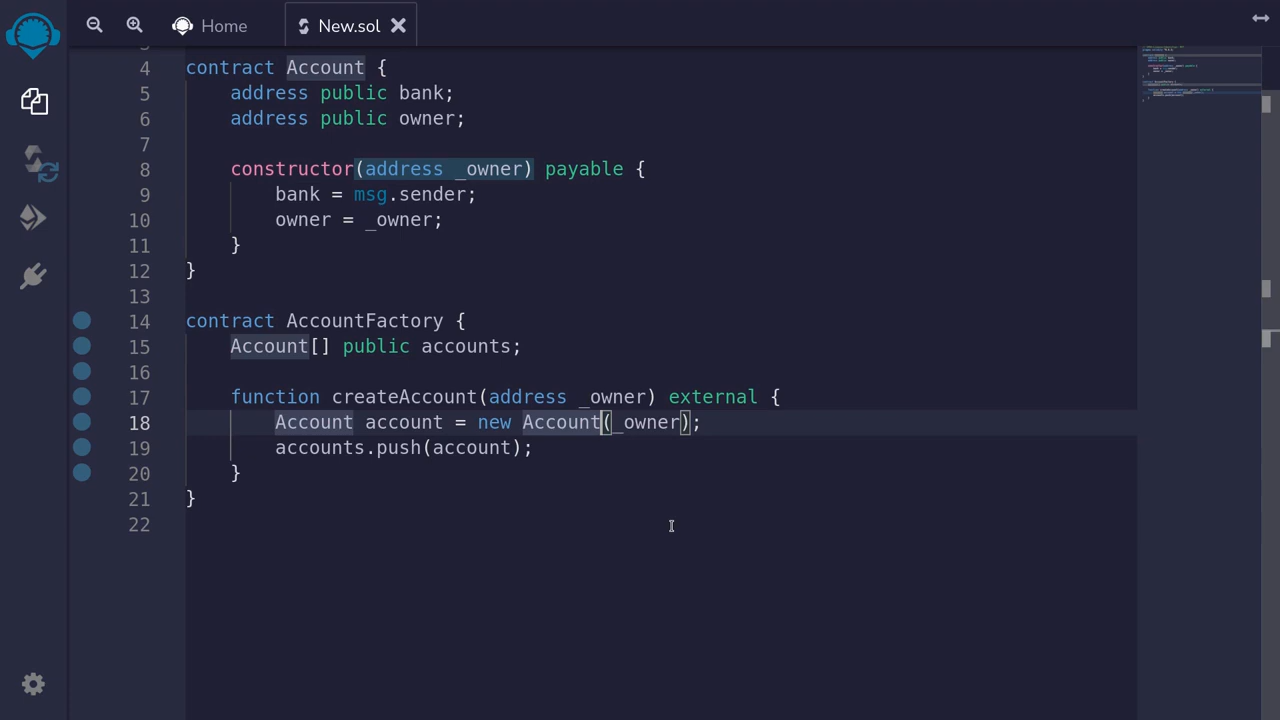 Home
New.sol
4 contract Account {
5 address public bank;
6 address public owner;
7
8 constructor(address _owner) payable {
9 bank = msg.sender;
10 owner = _owner;
11 }
12 }
13
14 contract AccountFactory {
15 Account[] public accounts;
16
17 function createAccount(address _owner) external {
18 Account account = new Account(_owner);
19 accounts.push(account);
20 }
21 }
22